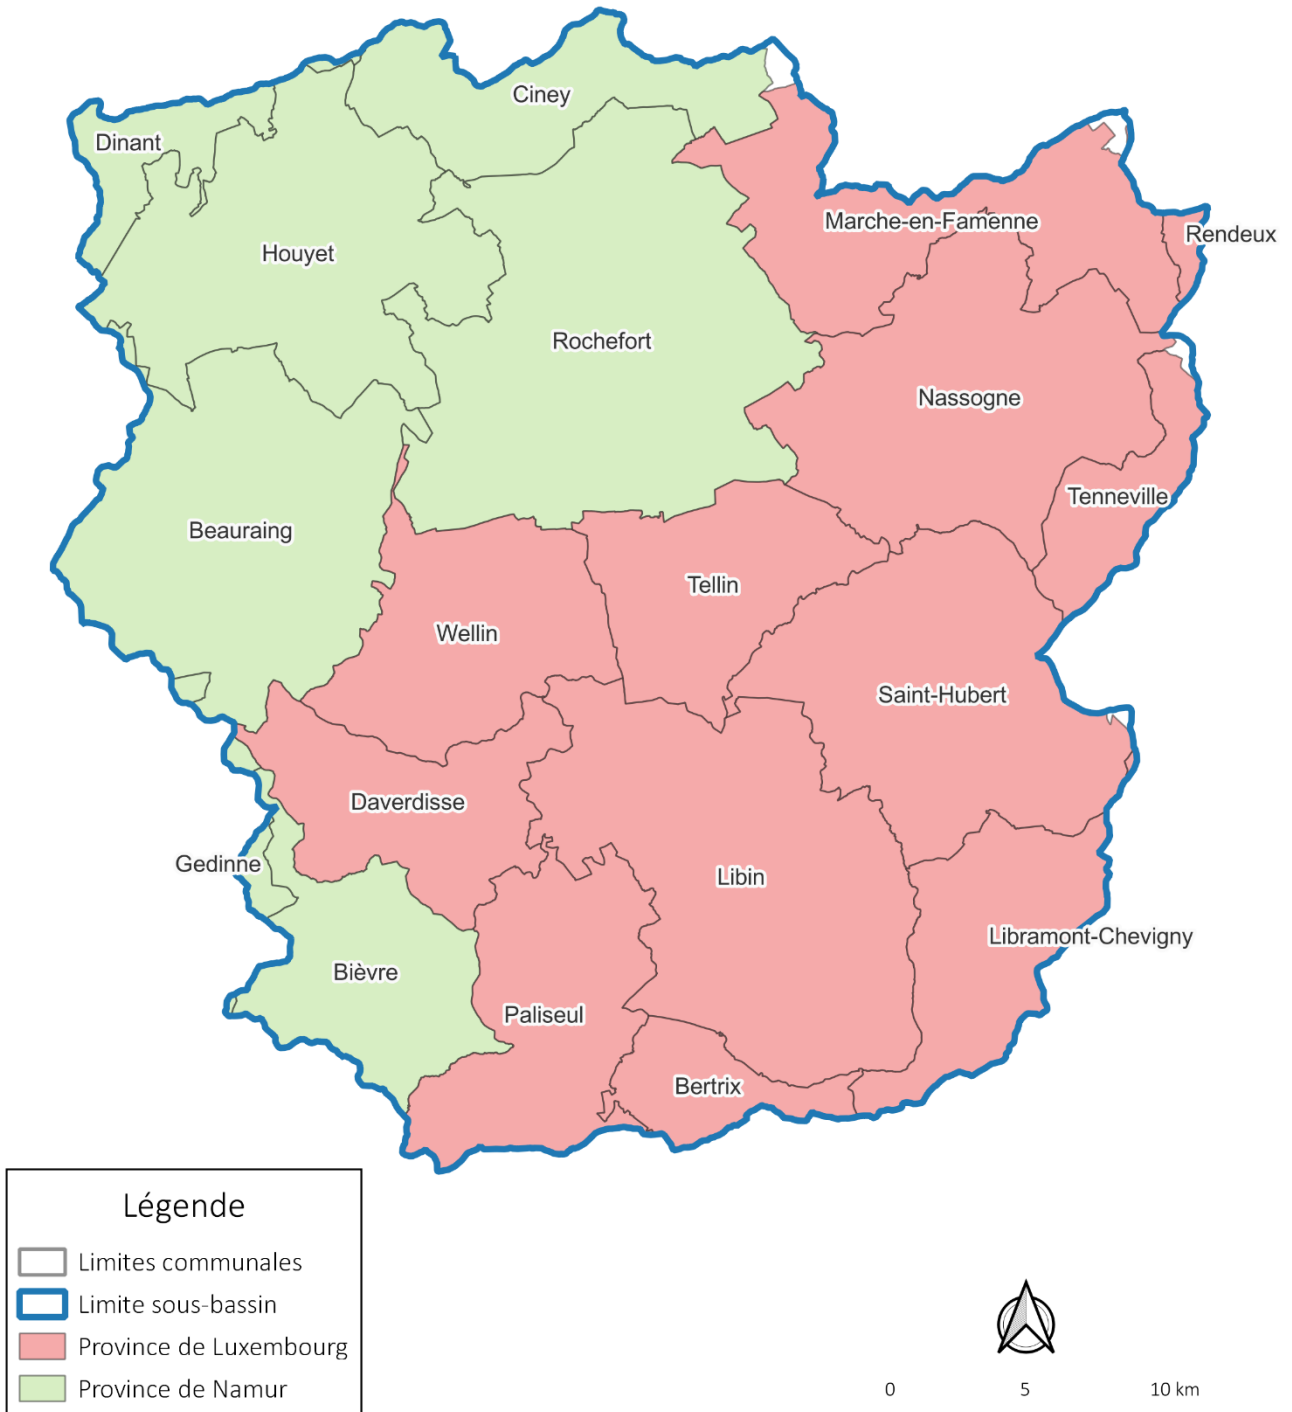 Ciney
Dinant
Marche-en-Famenne
Rendeux
Houyet
Rochefort
Nassogne
Tenneville
Beauraing
Tellin
Wellin
Saint-Hubert
Daverdisse
Gedinne
Libin
Libramont-Chevigny
Bièvre
Paliseul
Bertrix
Légende
Limites communales
Limite sous-bassin
Province de Luxembourg
Province de Namur
0 5 10 km